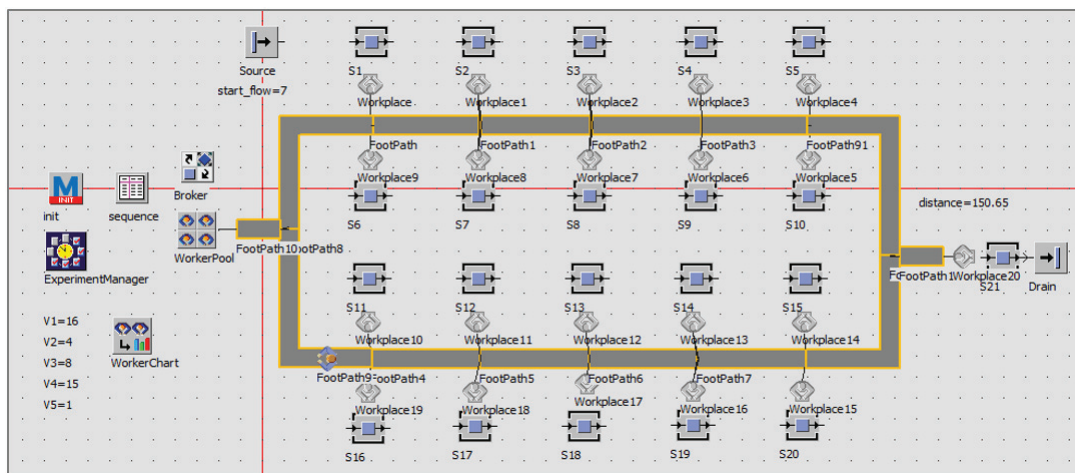 Source
start_flow=7
S1
S2
S3
S4
S5
Workplace
Workplace1
Workplace2
Workplace3
Workplace4
FootPath
FootPath1
FootPath2
FootPath3
FootPath91
Workplace9
Workplace8
Workplace7
Workplace6
Workplace5
S6
S7
S8
S9
S10
M
INIT
init
sequence
Broker
WorkerPool
ExperimentManager
FootPath10
ootPath8
distance=150.65
FootPath1
Workplace20
S21
Drain
S11
S12
S13
S14
S15
Workplace10
Workplace11
Workplace12
Workplace13
Workplace14
V1=16
V2=4
V3=8
V4=15
V5=1
WorkerChart
FootPath9
FootPath4
FootPath5
FootPath6
FootPath7
Workplace19
Workplace18
Workplace17
Workplace16
Workplace15
S16
S17
S18
S19
S20